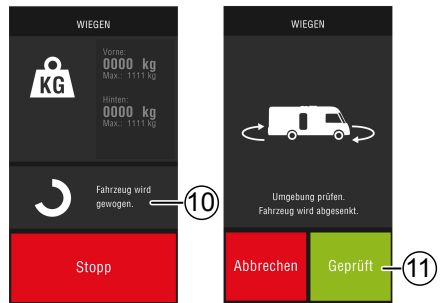 WIEGEN
KG
Vorne:
0000 kg
Max.: 1111 kg
Hinten:
0000 kg
Max.: 1111 kg
Fahrzeug wird
gewogen.
10
Stopp
WIEGEN
Umgebung prüfen.
Fahrzeug wird abgesenkt.
Abbrechen
Geprüft
11